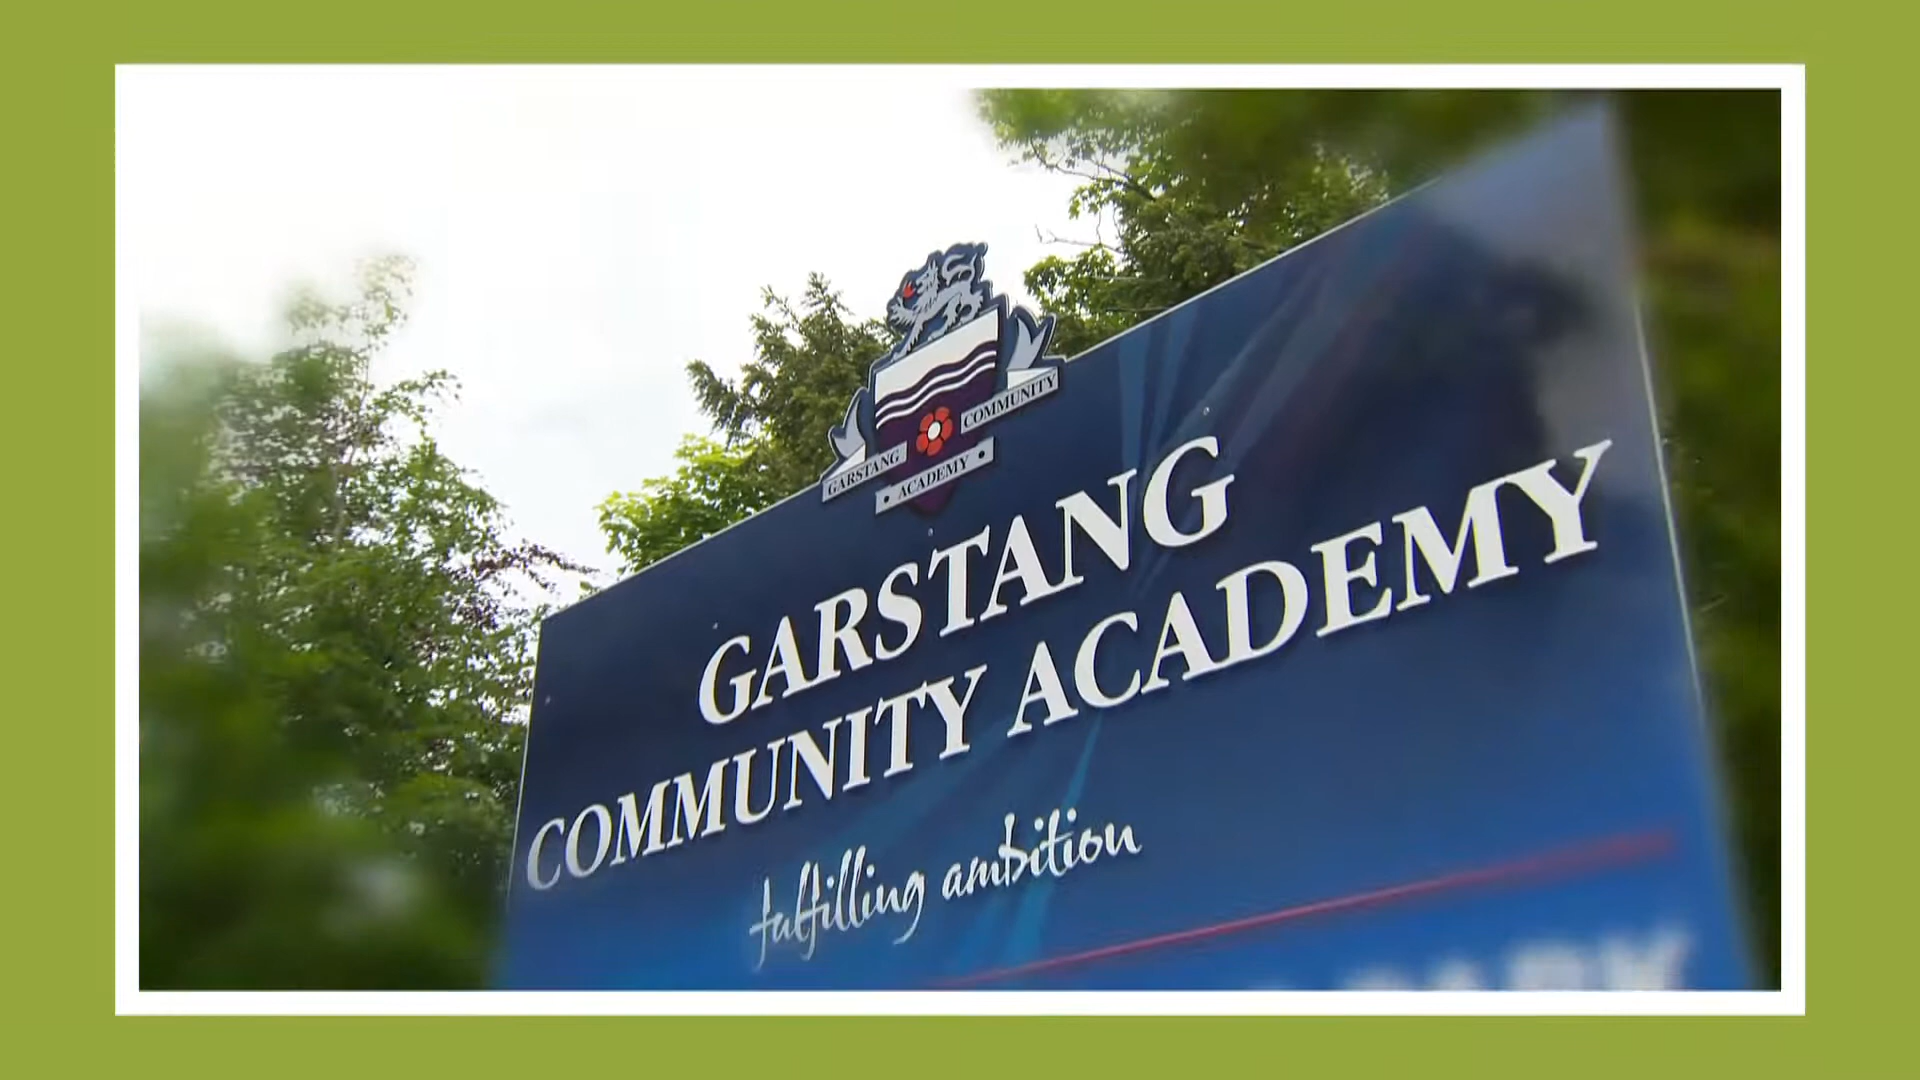 GARSTANG
COMMUNITY
ACADEMY
GARSTANG
COMMUNITY ACADEMY
fulfilling ambition